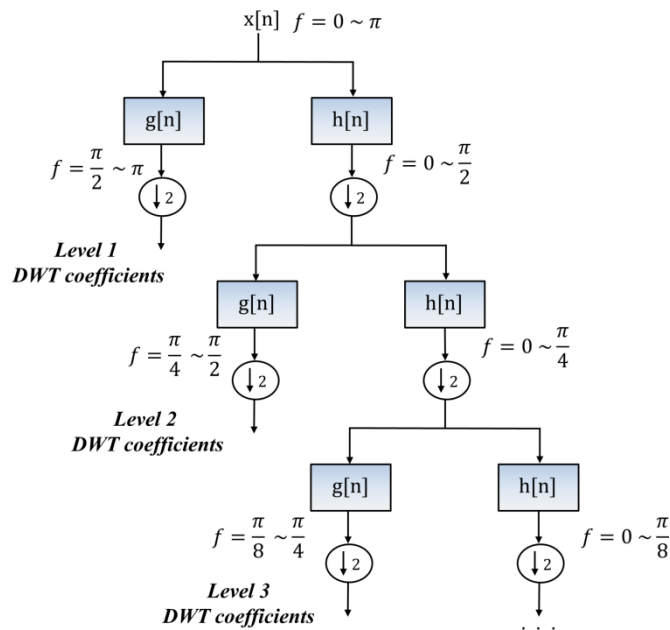 x[n] f = 0 ~ π
g[n] h[n]
f = π/2 ~ π f = 0 ~ π/2
↓ 2 ↓ 2
Level 1
DWT coefficients
g[n] h[n]
f = π/4 ~ π/2 f = 0 ~ π/4
↓ 2 ↓ 2
Level 2
DWT coefficients
g[n] h[n]
f = π/8 ~ π/4 f = 0 ~ π/8
↓ 2 ↓ 2
Level 3
DWT coefficients
. . .